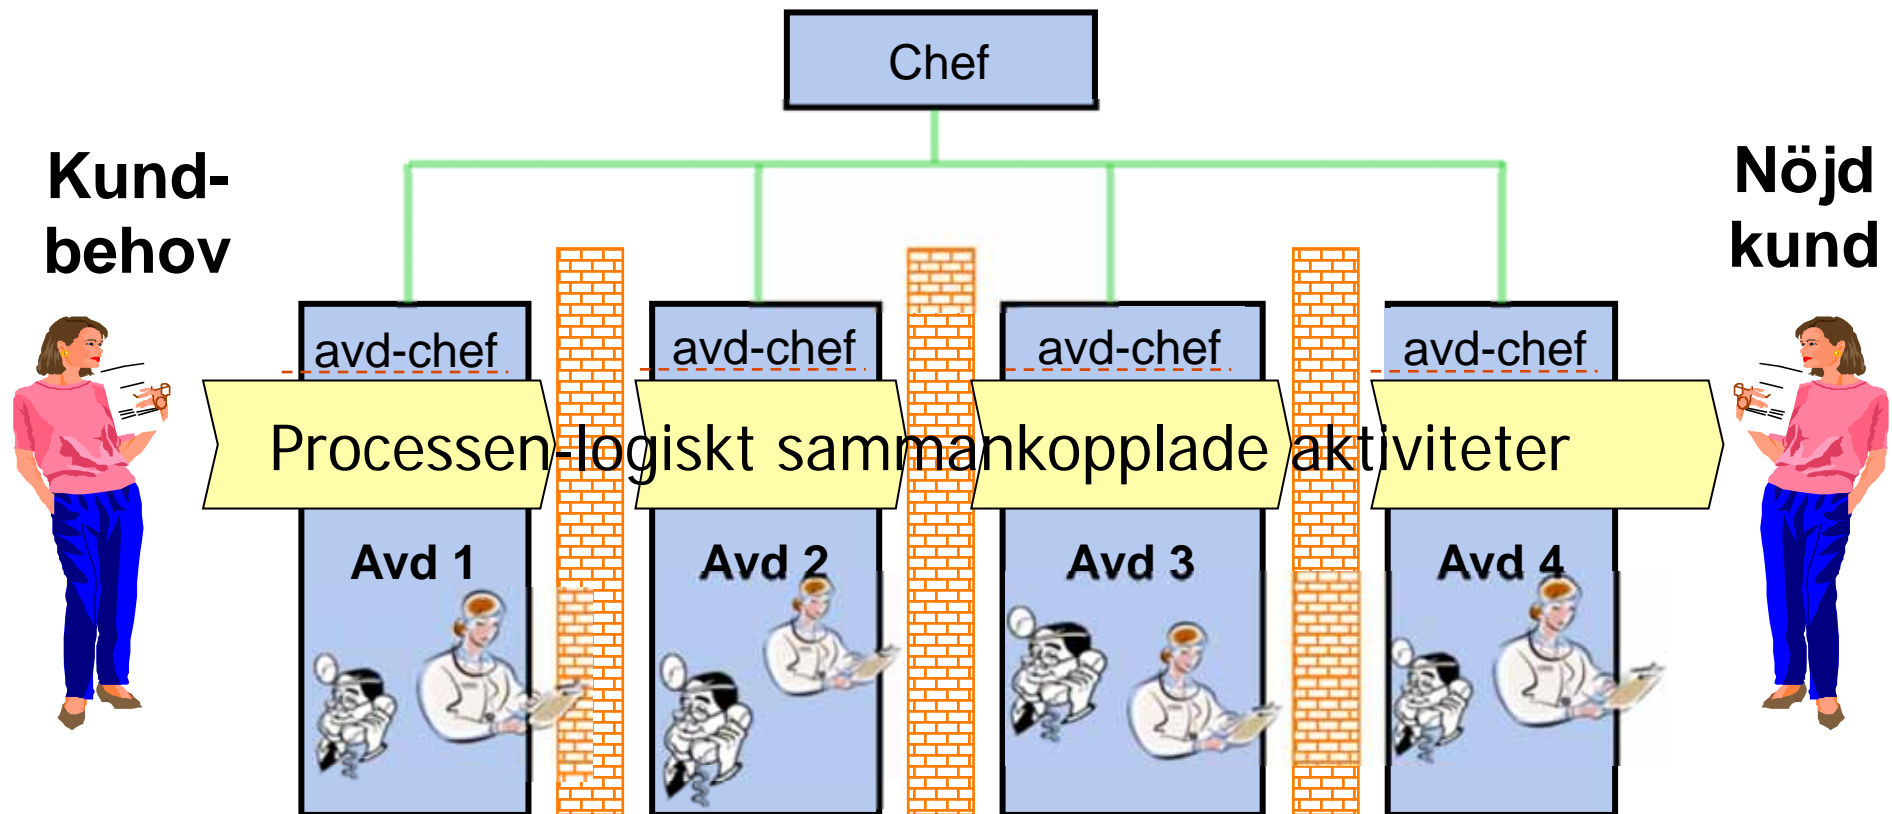 Chef
Kund-
behov
Nöjd
kund
avd-chef
avd-chef
avd-chef
avd-chef
Processen-logiskt sammankopplade aktiviteter
Avd 1
Avd 2
Avd 3
Avd 4